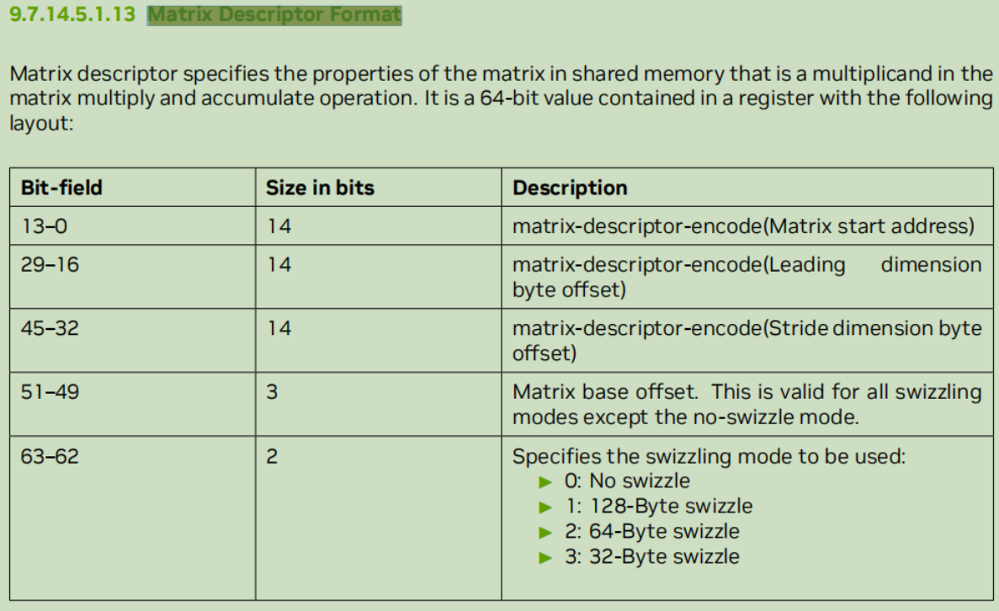 9.7.14.5.1.13 Matrix Descriptor Format
Matrix descriptor specifies the properties of the matrix in shared memory that is a multiplicand in the
matrix multiply and accumulate operation. It is a 64-bit value contained in a register with the following
layout:
Bit-field Size in bits Description
13–0 14 matrix-descriptor-encode(Matrix start address)
29–16 14 matrix-descriptor-encode(Leading dimension
byte offset)
45–32 14 matrix-descriptor-encode(Stride dimension byte
offset)
51–49 3 Matrix base offset. This is valid for all swizzling
modes except the no-swizzle mode.
63–62 2 Specifies the swizzling mode to be used:
▶ 0: No swizzle
▶ 1: 128-Byte swizzle
▶ 2: 64-Byte swizzle
▶ 3: 32-Byte swizzle